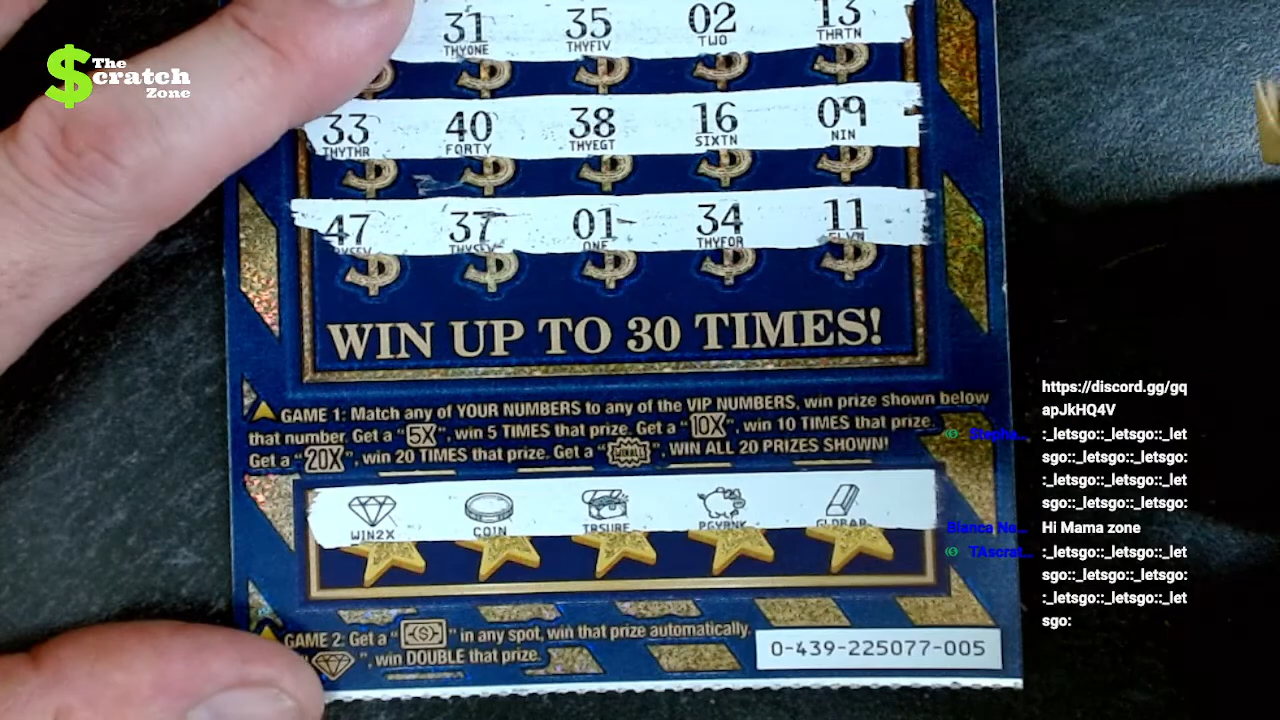 The
$cratch
Zone
31 35 02 13
THYONE THYFIV TWO THRTN
33 40 38 16 09
THYTHR FORTY THYEGT SIXTN NIN
47 37 01 34 11
ONE THYFOR
WIN UP TO 30 TIMES!
GAME 1: Match any of YOUR NUMBERS to any of the VIP NUMBERS, win prize shown below
that number. Get a "5X", win 5 TIMES that prize. Get a "10X", win 10 TIMES that prize.
Get a "20X", win 20 TIMES that prize. Get a " ", WIN ALL 20 PRIZES SHOWN!
WIN2X COIN TRSURE PGYBNK GLDBAR
GAME 2: Get a " " in any spot, win that prize automatically.
", win DOUBLE that prize.
0-439-225077-005
https://discord.gg/gq
apJkHQ4V
Stepha... :_letsgo::_letsgo::_let
sgo::_letsgo::_letsgo:
:_letsgo::_letsgo::_let
sgo::_letsgo::_letsgo:
Bianca Ne... Hi Mama zone
TAscrat... :_letsgo::_letsgo::_let
sgo::_letsgo::_letsgo:
:_letsgo::_letsgo::_let
sgo: